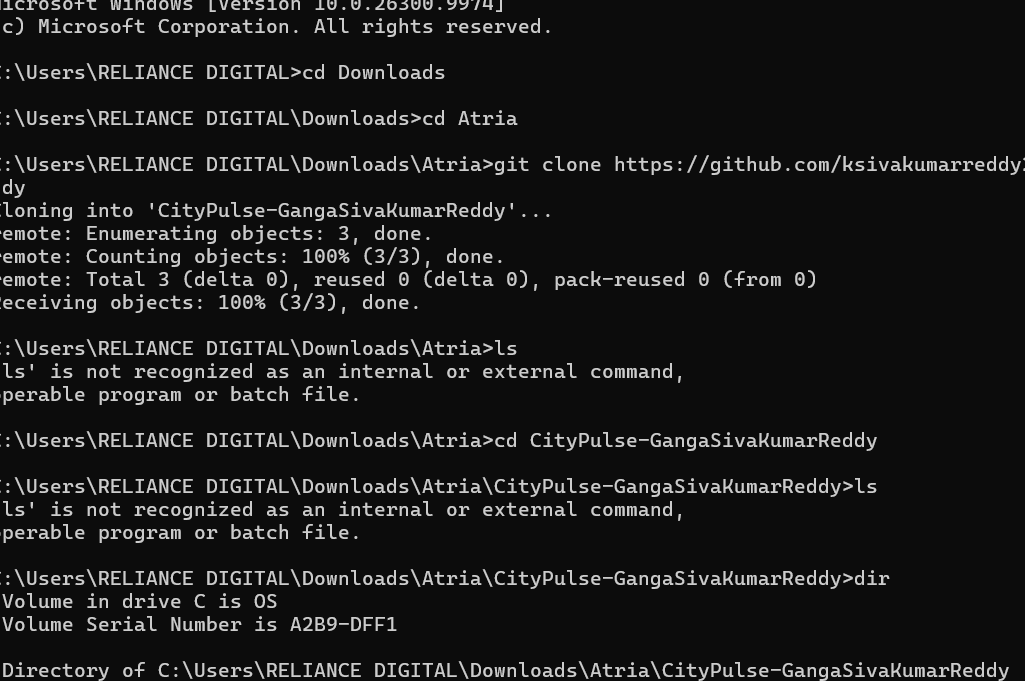 icrosoft Windows [Version 10.0.26300.9974]
c) Microsoft Corporation. All rights reserved.
:\Users\RELIANCE DIGITAL>cd Downloads
:\Users\RELIANCE DIGITAL\Downloads>cd Atria
:\Users\RELIANCE DIGITAL\Downloads\Atria>git clone https://github.com/ksivakumarreddy
dy
Cloning into 'CityPulse-GangaSivaKumarReddy'...
remote: Enumerating objects: 3, done.
remote: Counting objects: 100% (3/3), done.
remote: Total 3 (delta 0), reused 0 (delta 0), pack-reused 0 (from 0)
Receiving objects: 100% (3/3), done.
:\Users\RELIANCE DIGITAL\Downloads\Atria>ls
ls' is not recognized as an internal or external command,
operable program or batch file.
:\Users\RELIANCE DIGITAL\Downloads\Atria>cd CityPulse-GangaSivaKumarReddy
:\Users\RELIANCE DIGITAL\Downloads\Atria\CityPulse-GangaSivaKumarReddy>ls
ls' is not recognized as an internal or external command,
operable program or batch file.
:\Users\RELIANCE DIGITAL\Downloads\Atria\CityPulse-GangaSivaKumarReddy>dir
Volume in drive C is OS
Volume Serial Number is A2B9-DFF1
Directory of C:\Users\RELIANCE DIGITAL\Downloads\Atria\CityPulse-GangaSivaKumarReddy